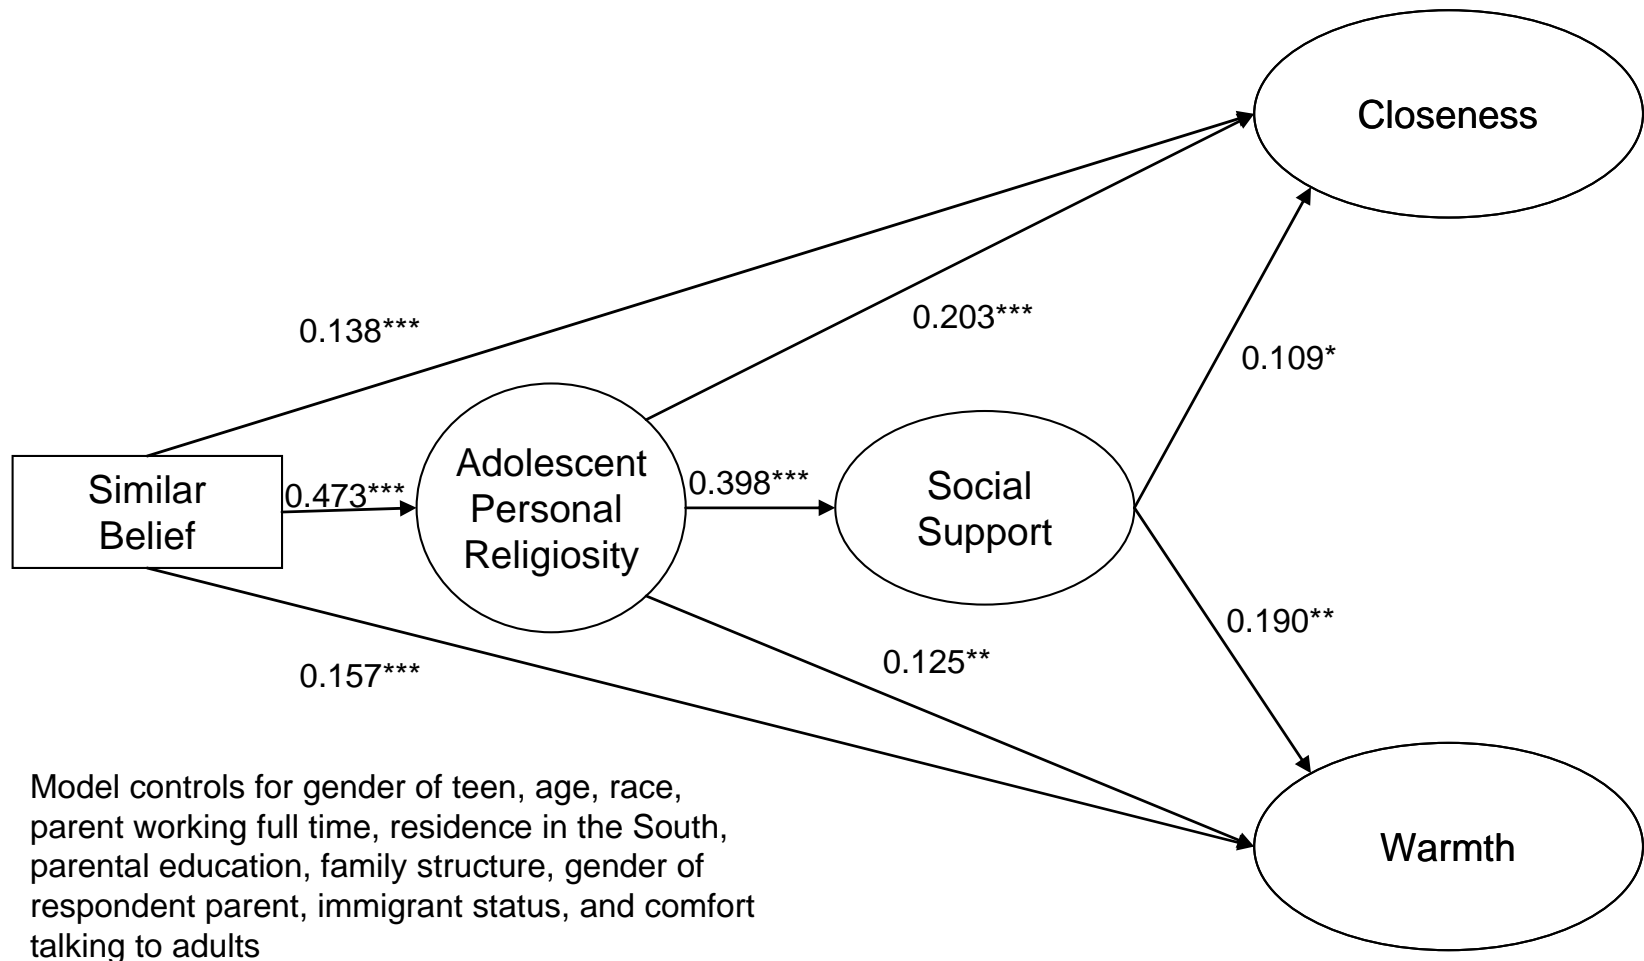 Closeness
0.138***
0.203***
0.109*
Similar
Belief
0.473***
Adolescent
Personal
Religiosity
0.398***
Social
Support
0.157***
0.125**
0.190**
Warmth
Model controls for gender of teen, age, race,
parent working full time, residence in the South,
parental education, family structure, gender of
respondent parent, immigrant status, and comfort
talking to adults